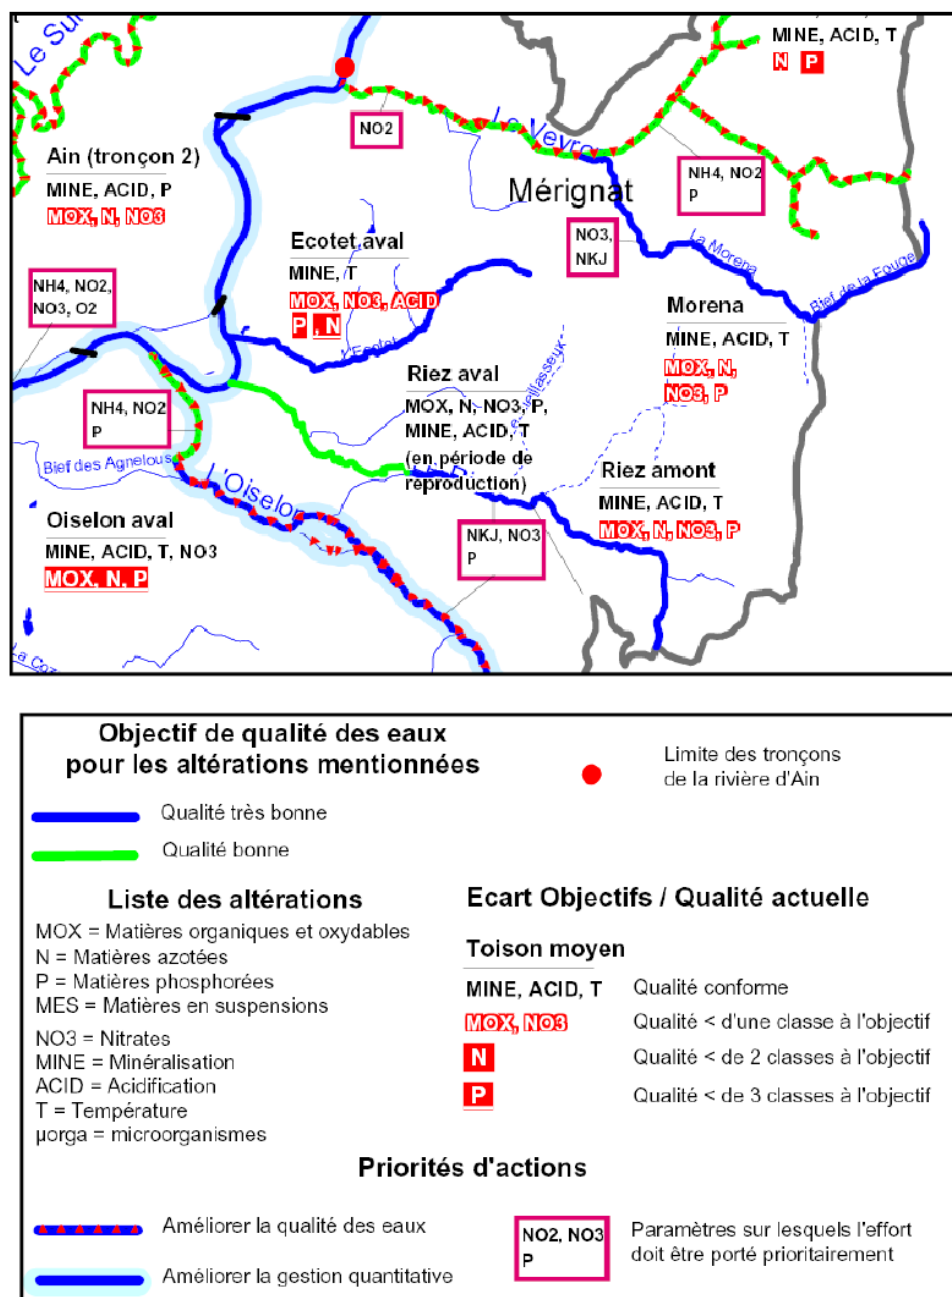 Le Sur
MINE, ACID, T
N P
NO2
Le Veyron
Ain (tronçon 2)
MINE, ACID, P
MOX, N, NO3
Mérignat
NH4, NO2
P
NO3,
NKJ
La Morena
Bief de la Fouge
Ecotet aval
MINE, T
MOX, NO3, ACID
P , N
L'Ecotet
NH4, NO2,
NO3, O2
Morena
MINE, ACID, T
MOX, N,
NO3, P
Riez aval
MOX, N, NO3, P,
MINE, ACID, T
(en période de
réproduction)
NH4, NO2
P
Bief des Agnelous
L'Oiselon
Riez amont
MINE, ACID, T
MOX, N, NO3, P
Oiselon aval
MINE, ACID, T, NO3
MOX, N, P
NKJ, NO3
P
La Coz
Objectif de qualité des eaux
pour les altérations mentionnées
Qualité très bonne
Qualité bonne
Limite des tronçons
de la rivière d'Ain
Liste des altérations
MOX = Matières organiques et oxydables
N = Matières azotées
P = Matières phosphorées
MES = Matières en suspensions
NO3 = Nitrates
MINE = Minéralisation
ACID = Acidification
T = Température
µorga = microorganismes
Ecart Objectifs / Qualité actuelle
Toison moyen
MINE, ACID, T Qualité conforme
MOX, NO3 Qualité < d'une classe à l'objectif
N Qualité < de 2 classes à l'objectif
P Qualité < de 3 classes à l'objectif
Priorités d'actions
Améliorer la qualité des eaux
Améliorer la gestion quantitative
NO2, NO3
P
Paramètres sur lesquels l'effort
doit être porté prioritairement